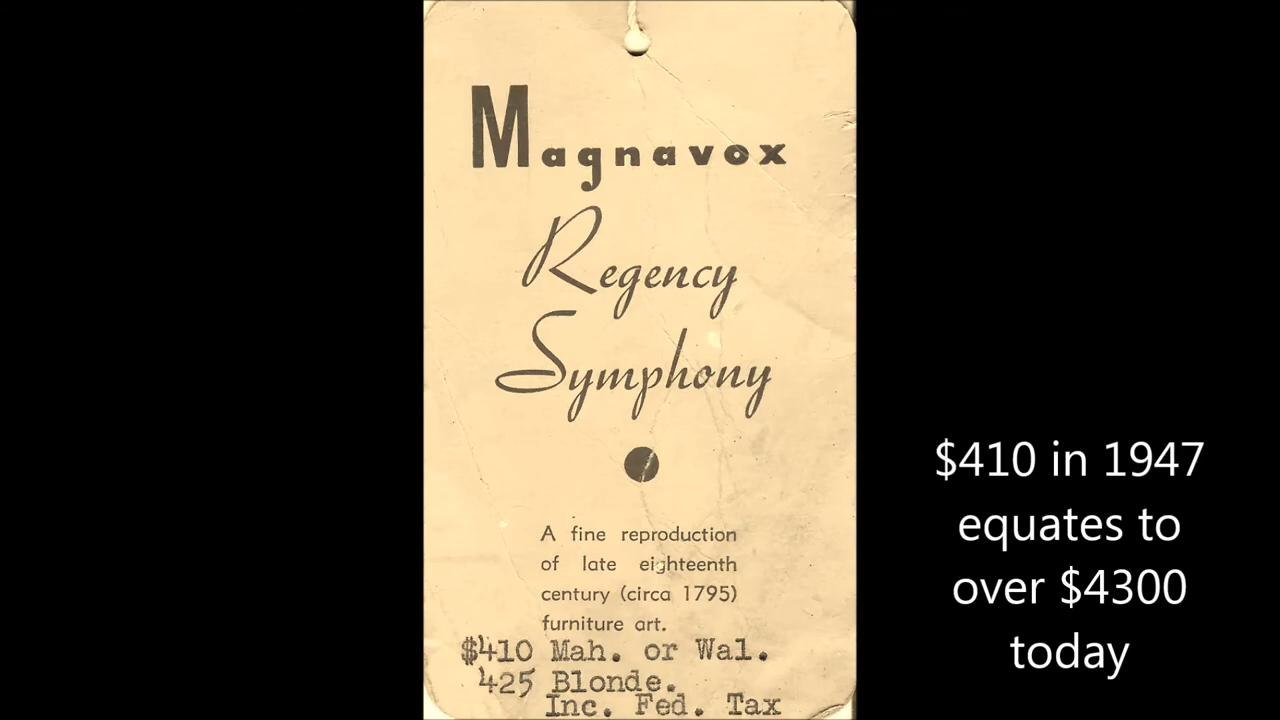 Magnavox
Regency
Symphony
A fine reproduction
of late eighteenth
century (circa 1795)
furniture art.
$410 Mah. or Wal.
425 Blonde.
Inc. Fed. Tax
$410 in 1947
equates to
over $4300
today